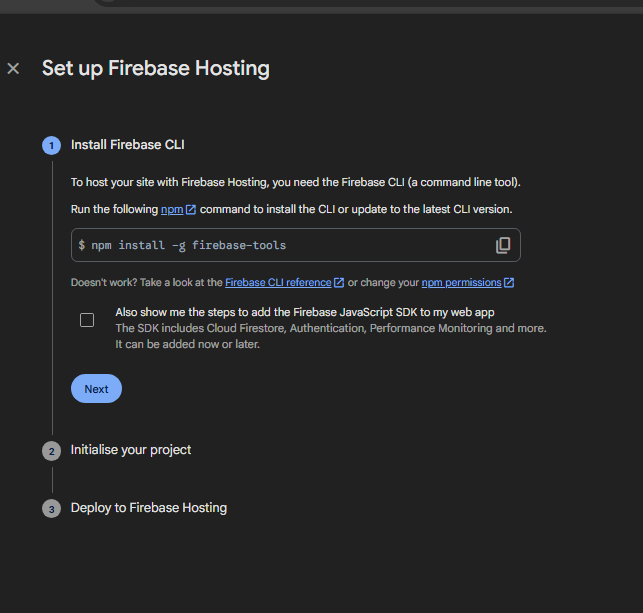 Set up Firebase Hosting
1 Install Firebase CLI
To host your site with Firebase Hosting, you need the Firebase CLI (a command line tool).
Run the following npm command to install the CLI or update to the latest CLI version.
$ npm install -g firebase-tools
Doesn't work? Take a look at the Firebase CLI reference or change your npm permissions
Also show me the steps to add the Firebase JavaScript SDK to my web app
The SDK includes Cloud Firestore, Authentication, Performance Monitoring and more.
It can be added now or later.
Next
2 Initialise your project
3 Deploy to Firebase Hosting